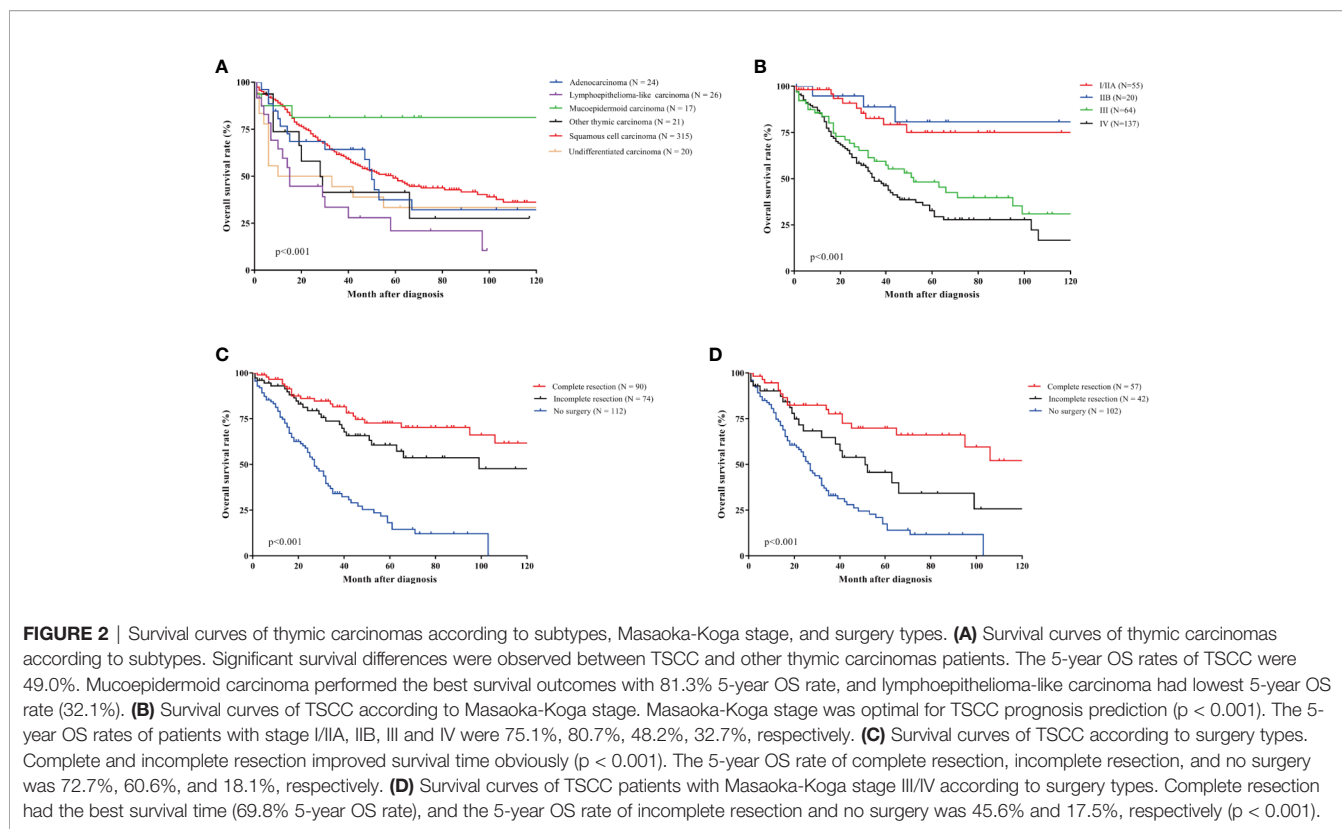 A
Overall survival rate (%)
100
75
50
25
0
0 20 40 60 80 100 120
Month after diagnosis
p<0.001
Adenocarcinoma (N = 24)
Lymphoepithelioma-like carcinoma (N = 26)
Mucoepidermoid carcinoma (N = 17)
Other thymic carcinoma (N = 21)
Squamous cell carcinoma (N = 315)
Undifferentiated carcinoma (N = 20)
B
Overall survival rate (%)
100
75
50
25
0
0 20 40 60 80 100 120
Month after diagnosis
p<0.001
I/IIA (N=55)
IIB (N=20)
III (N=64)
IV (N=137)
C
Overall survival rate (%)
100
75
50
25
0
0 20 40 60 80 100 120
Month after diagnosis
p<0.001
Complete resection (N = 90)
Incomplete resection (N = 74)
No surgery (N = 112)
D
Overall survival rate (%)
100
75
50
25
0
0 20 40 60 80 100 120
Month after diagnosis
p<0.001
Complete resection (N = 57)
Incomplete resection (N = 42)
No surgery (N = 102)
FIGURE 2 | Survival curves of thymic carcinomas according to subtypes, Masaoka-Koga stage, and surgery types. (A) Survival curves of thymic carcinomas
according to subtypes. Significant survival differences were observed between TSCC and other thymic carcinomas patients. The 5-year OS rates of TSCC were
49.0%. Mucoepidermoid carcinoma performed the best survival outcomes with 81.3% 5-year OS rate, and lymphoepithelioma-like carcinoma had lowest 5-year OS
rate (32.1%). (B) Survival curves of TSCC according to Masaoka-Koga stage. Masaoka-Koga stage was optimal for TSCC prognosis prediction (p < 0.001). The 5-
year OS rates of patients with stage I/IIA, IIB, III and IV were 75.1%, 80.7%, 48.2%, 32.7%, respectively. (C) Survival curves of TSCC according to surgery types.
Complete and incomplete resection improved survival time obviously (p < 0.001). The 5-year OS rate of complete resection, incomplete resection, and no surgery
was 72.7%, 60.6%, and 18.1%, respectively. (D) Survival curves of TSCC patients with Masaoka-Koga stage III/IV according to surgery types. Complete resection
had the best survival time (69.8% 5-year OS rate), and the 5-year OS rate of incomplete resection and no surgery was 45.6% and 17.5%, respectively (p < 0.001).